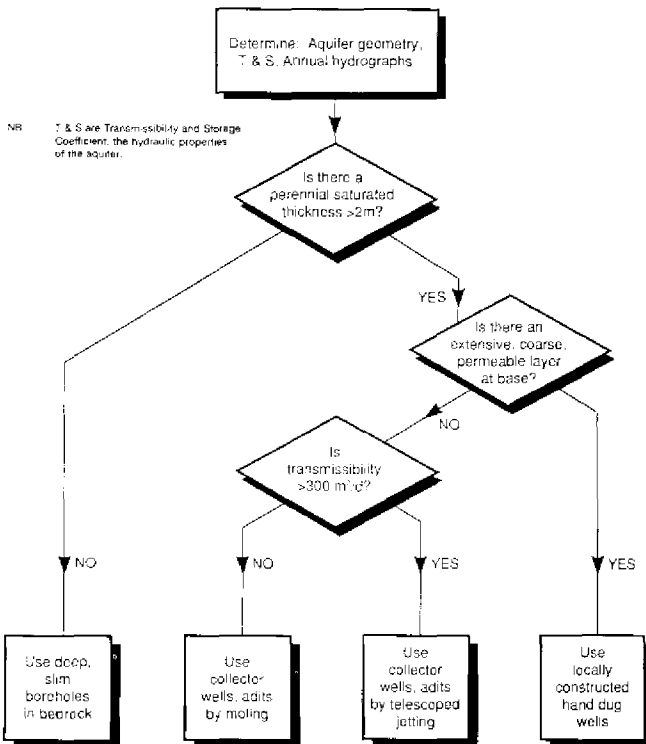 Determine: Aquifer geometry,
T & S, Annual hydrographs
NB T & S are Transmissibility and Storage
Coefficient, the hydraulic properties
of the aquifer.
Is there a
perennial saturated
thickness >2m?
YES
Is there an
extensive, coarse,
permeable layer
at base?
NO
Is
transmissibility
>300 m²/d?
NO
NO
YES
YES
Use deep,
slim
boreholes
in bedrock
Use
collector
wells, adits
by moling
Use
collector
wells, adits
by telescoped
jetting
Use
locally
constructed
hand dug
wells